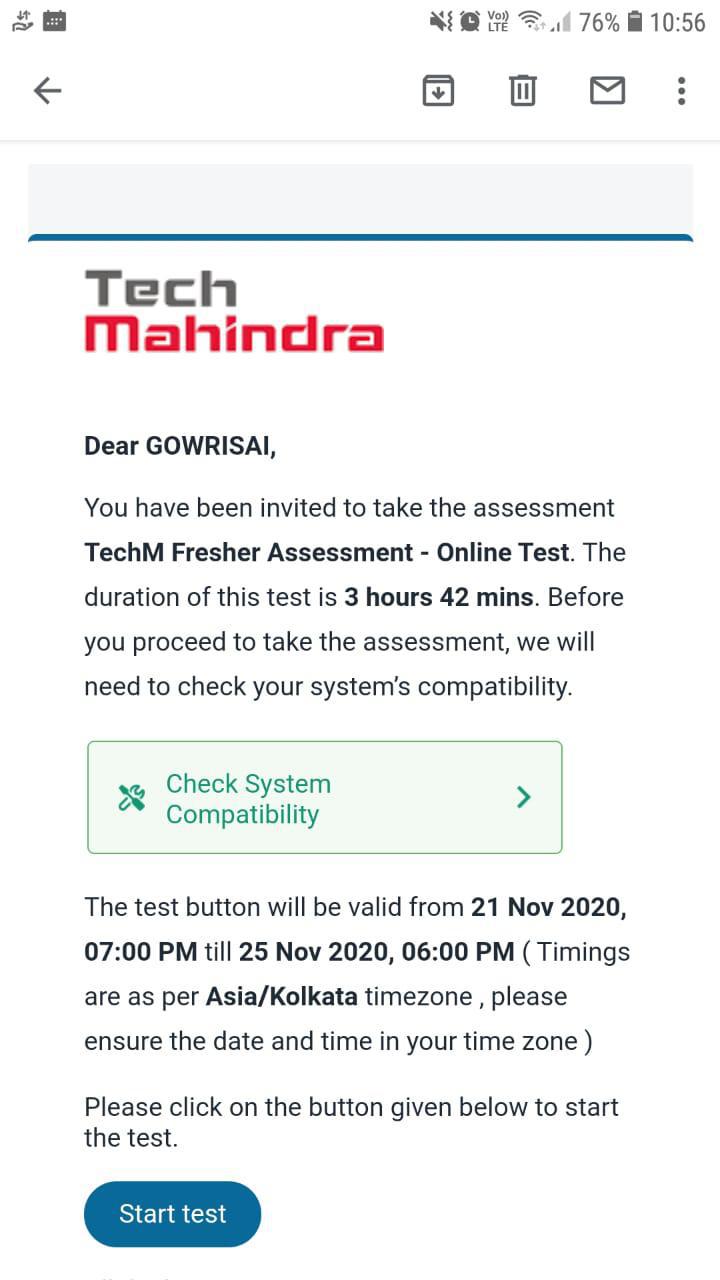 Vo)) LTE 76% 10:56
Tech
Mahindra
Dear GOWRISAI,
You have been invited to take the assessment
TechM Fresher Assessment - Online Test. The
duration of this test is 3 hours 42 mins. Before
you proceed to take the assessment, we will
need to check your system’s compatibility.
Check System
Compatibility
The test button will be valid from 21 Nov 2020,
07:00 PM till 25 Nov 2020, 06:00 PM ( Timings
are as per Asia/Kolkata timezone , please
ensure the date and time in your time zone )
Please click on the button given below to start
the test.
Start test